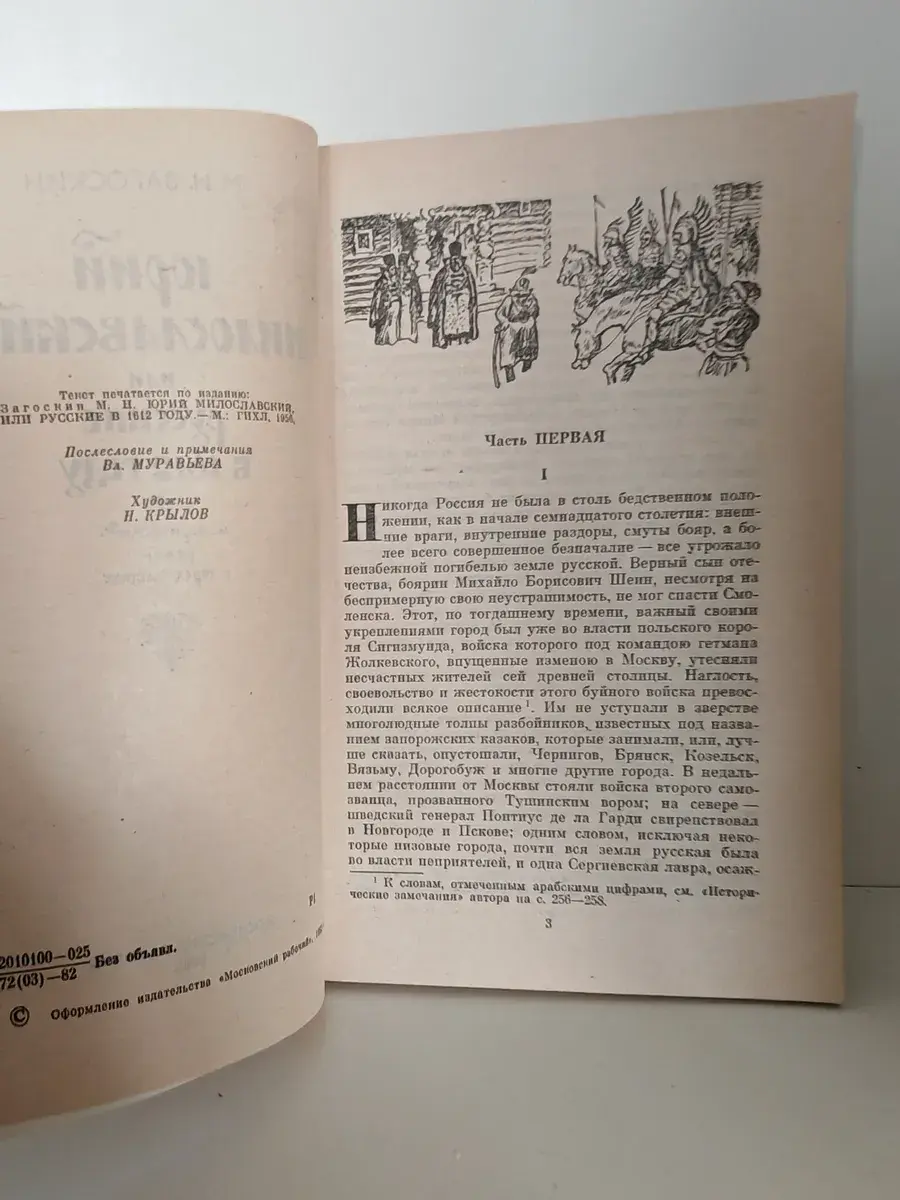 Текст печатается по изданию:
Загоскин М. Н. ЮРИЙ МИЛОСЛАВСКИЙ,
ИЛИ РУССКИЕ В 1612 ГОДУ.— М.: ГИХЛ, 1956.
Послесловие и примечания
Вл. МУРАВЬЕВА
Художник
Н. КРЫЛОВ
2010100—025
72(03)—82
Без объявл.
© Оформление издательства «Московский рабочий»,
Часть ПЕРВАЯ
I
Никогда Россия не была в столь бедственном поло-
жении, как в начале семнадцатого столетия: внеш-
ние враги, внутренние раздоры, смуты бояр, а бо-
лее всего совершенное безначалие — все угрожало
неизбежной погибелью земле русской. Верный сын оте-
чества, боярин Михайло Борисович Шеин, несмотря на
беспримерную свою неустрашимость, не мог спасти Смо-
ленска. Этот, по тогдашнему времени, важный своими
укреплениями город был уже во власти польского коро-
ля Сигизмунда, войска которого под командою гетмана
Жолкевского, впущенные изменою в Москву, утесняли
несчастных жителей сей древней столицы. Наглость,
своевольство и жестокости этого буйного войска превос-
ходили всякое описание¹. Им не уступали в зверстве
многолюдные толпы разбойников, известных под назва-
нием запорожских казаков, которые занимали, или, луч-
ше сказать, опустошали, Чернигов, Брянск, Козельск,
Вязьму, Дорогобуж и многие другие города. В недаль-
нем расстоянии от Москвы стояли войска второго само-
званца, прозванного Тушинским вором; на севере —
шведский генерал Понтиус де ла Гарди свирепствовал
в Новгороде и Пскове; одним словом, исключая неко-
торые низовые города, почти вся земля русская была
во власти неприятелей, и одна Сергиевская лавра, осаж-
¹ К словам, отмеченным арабскими цифрами, см. «Истори-
ческие замечания» автора на с. 256—258.
3